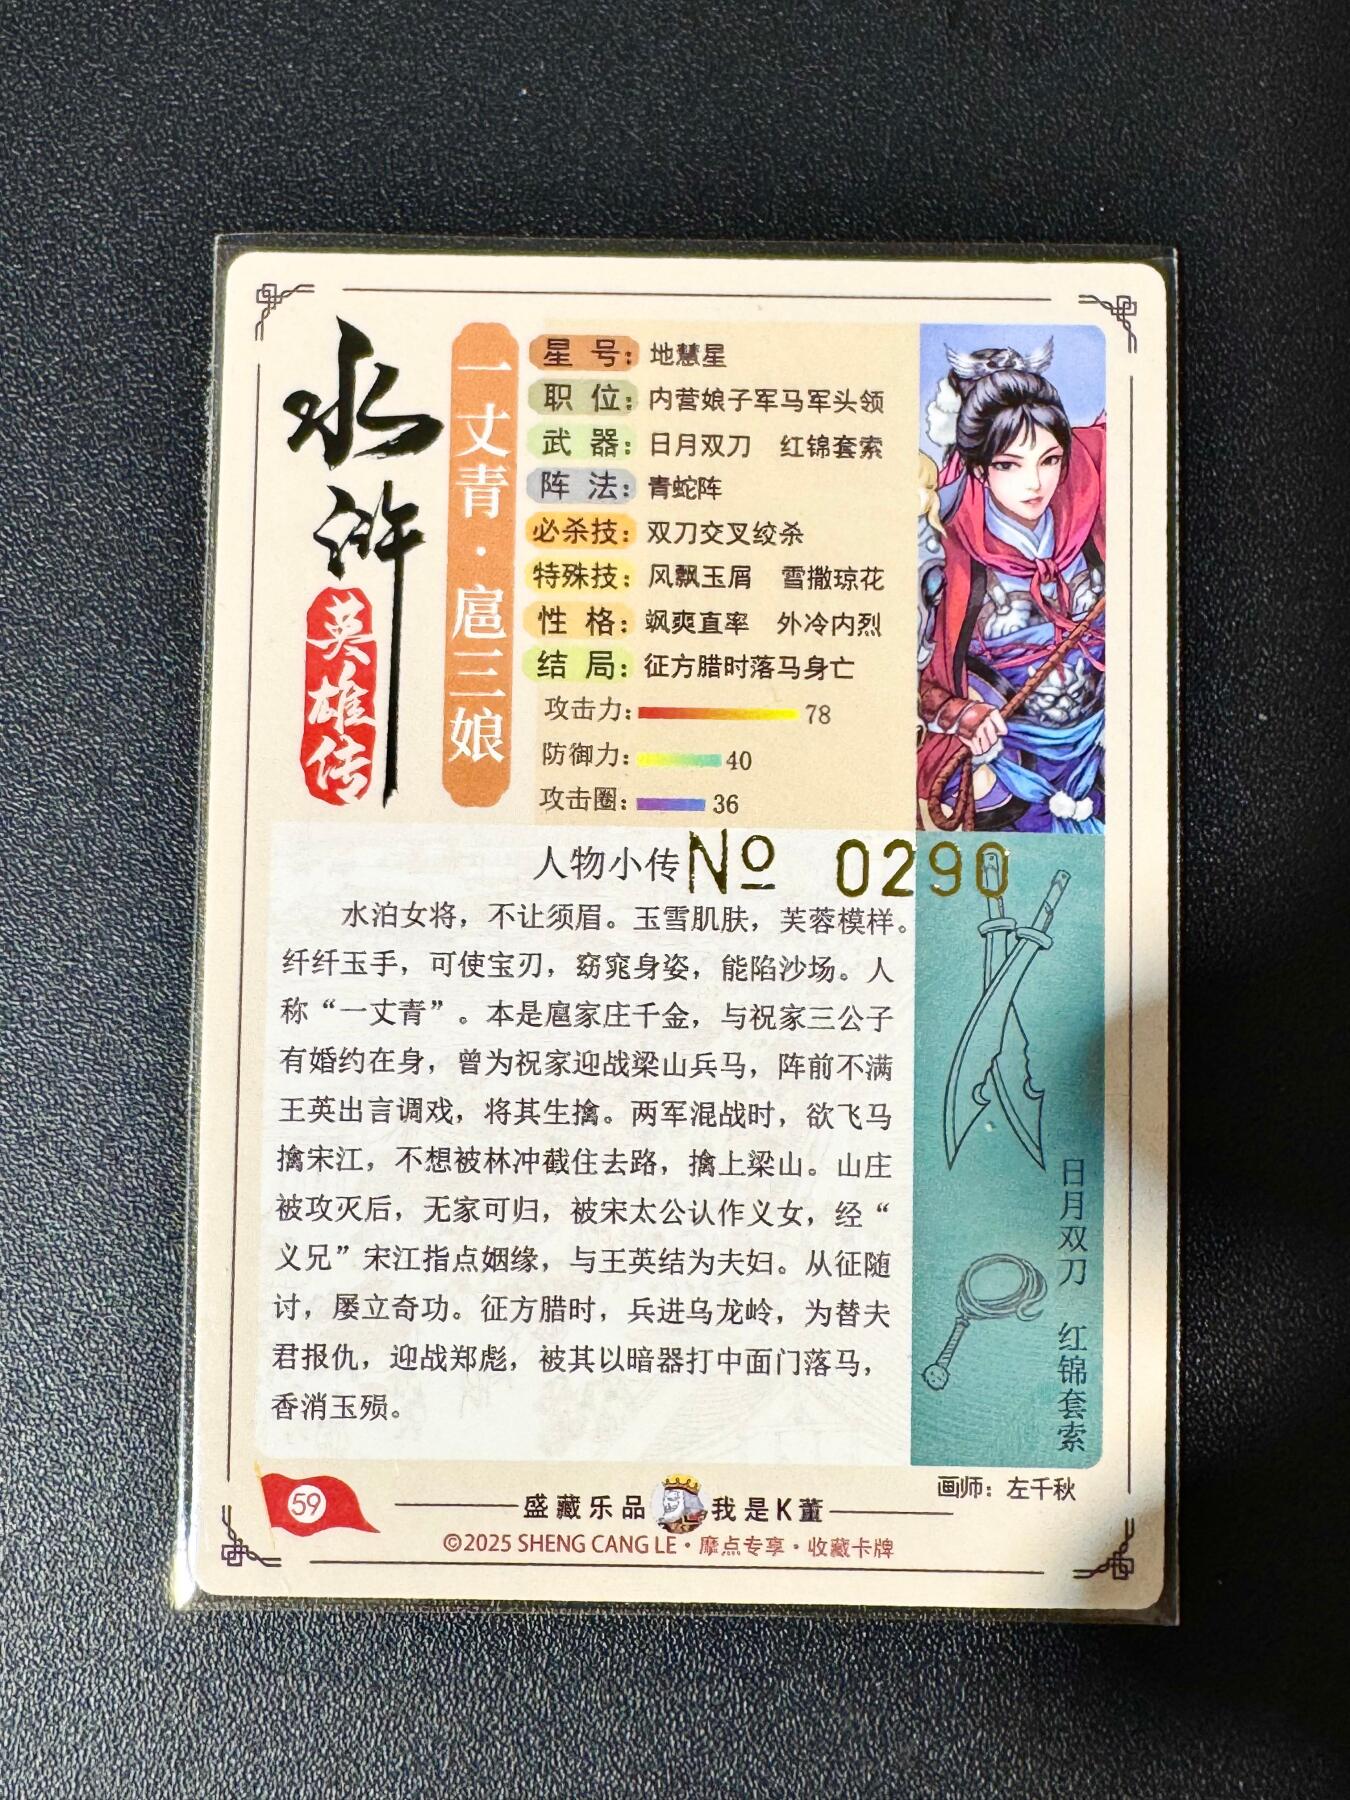 水浒
英雄传
一丈青·扈三娘
星号：地慧星
职位：内营娘子军马军头领
武器：日月双刀 红锦套索
阵法：青蛇阵
必杀技：双刀交叉绞杀
特殊技：风飘玉屑 雪撒琼花
性格：飒爽直率 外冷内烈
结局：征方腊时落马身亡
攻击力：78
防御力：40
攻击圈：36
人物小传
№ 0290
水泊女将，不让须眉。玉雪肌肤，芙蓉模样。
纤纤玉手，可使宝刃，窈窕身姿，能陷沙场。人
称“一丈青”。本是扈家庄千金，与祝家三公子
有婚约在身，曾为祝家迎战梁山兵马，阵前不满
王英出言调戏，将其生擒。两军混战时，欲飞马
擒宋江，不想被林冲截住去路，擒上梁山。山庄
被攻灭后，无家可归，被宋太公认作义女，经“
义兄”宋江指点姻缘，与王英结为夫妇。从征随
讨，屡立奇功。征方腊时，兵进乌龙岭，为替夫
君报仇，迎战郑彪，被其以暗器打中面门落马，
香消玉殒。
日月双刀
红锦套索
画师：左千秋
59
盛藏乐品 我是K董
©2025 SHENG CANG LE·摩点专享·收藏卡牌